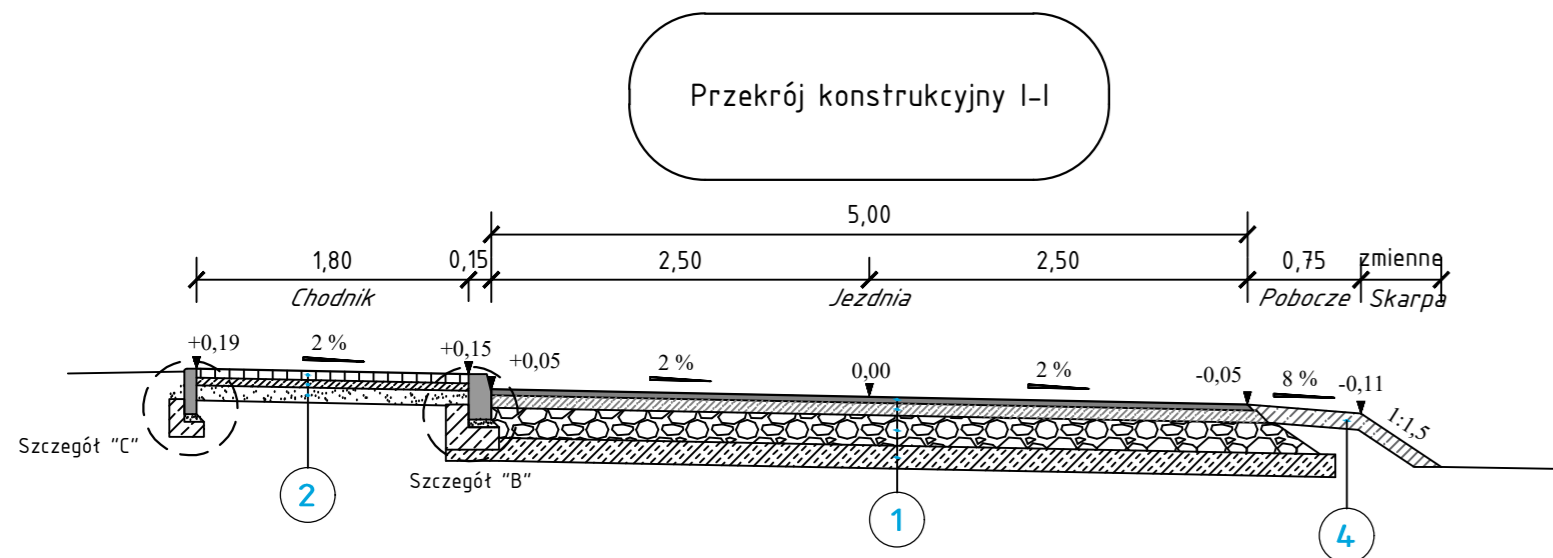 Przekrój konstrukcyjny I-I
5,00
1,80 0,15 2,50 2,50 0,75 zmienne
Chodnik Jezdnia Pobocze Skarpa
+0,19 2 % +0,15 +0,05 2 % 0,00 2 % -0,05 8 % -0,11
1:1,5
Szczegół "C"
Szczegół "B"
2
1
4